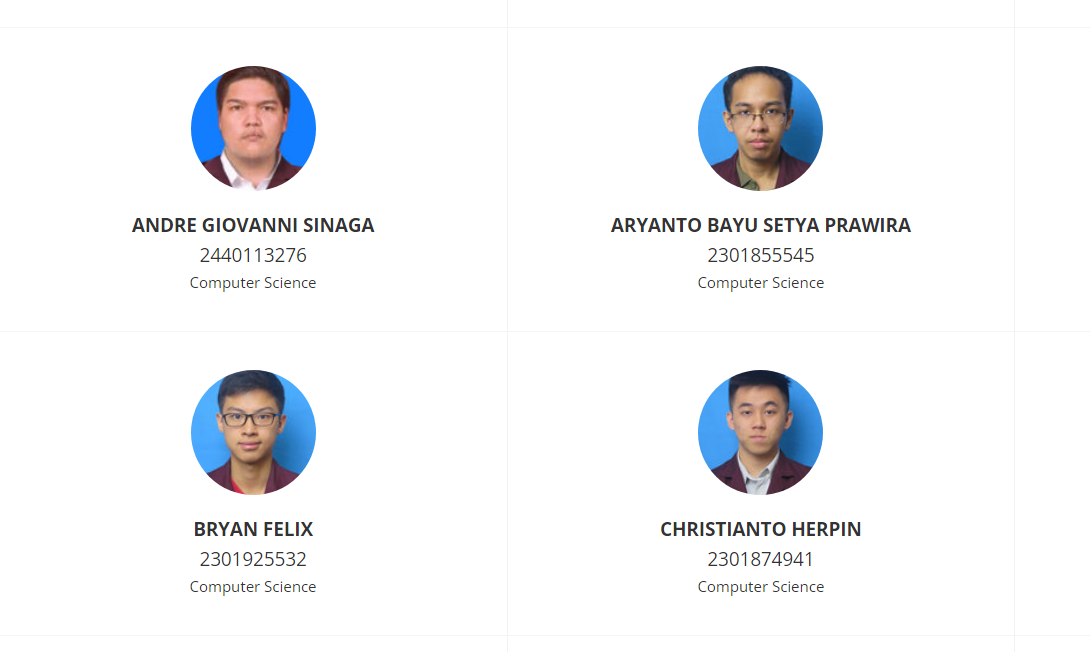 ANDRE GIOVANNI SINAGA
2440113276
Computer Science
ARYANTO BAYU SETYA PRAWIRA
2301855545
Computer Science
BRYAN FELIX
2301925532
Computer Science
CHRISTIANTO HERPIN
2301874941
Computer Science